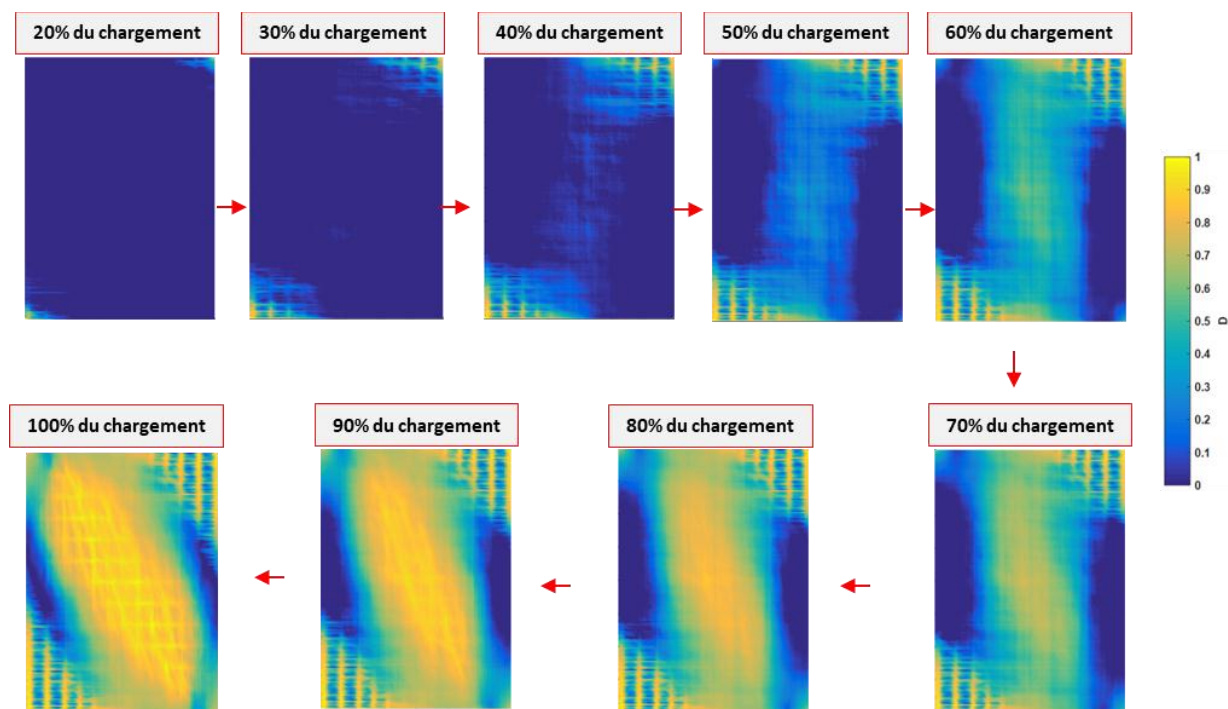 20% du chargement
30% du chargement
40% du chargement
50% du chargement
60% du chargement
1
0.9
0.8
0.7
0.6
0.5
0.4
0.3
0.2
0.1
0
D
100% du chargement
90% du chargement
80% du chargement
70% du chargement